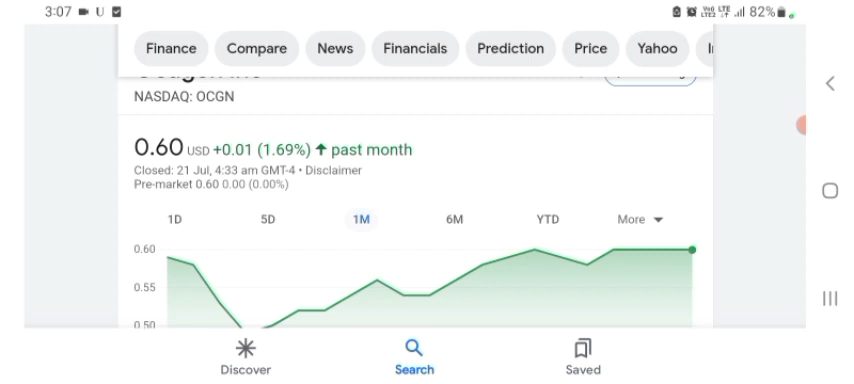 3:07 U 82%
Finance Compare News Financials Prediction Price Yahoo
NASDAQ: OCGN
0.60 USD +0.01 (1.69%) ↑ past month
Closed: 21 Jul, 4:33 am GMT-4 • Disclaimer
Pre-market 0.60 0.00 (0.00%)
1D 5D 1M 6M YTD More
0.60
0.55
0.50
Discover Search Saved